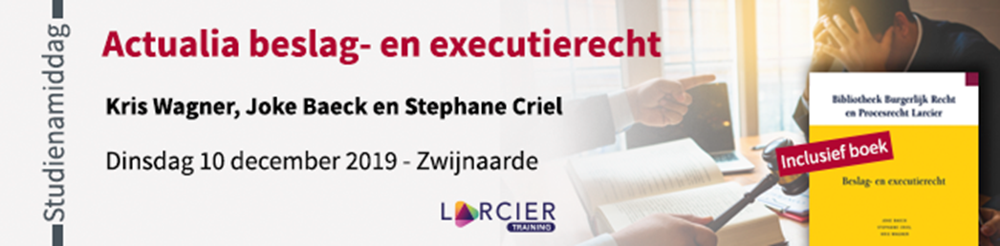 Studienamiddag
Actualia beslag- en executierecht
Kris Wagner, Joke Baeck en Stephane Criel
Dinsdag 10 december 2019 - Zwijnaarde
LARCIER
TRAINING
Bibliotheek Burgerlijk Recht
en Procesrecht Larcier
Inclusief boek
Beslag- en executierecht
JOKE BAECK
STEPHANE CRIEL
KRIS WAGNER